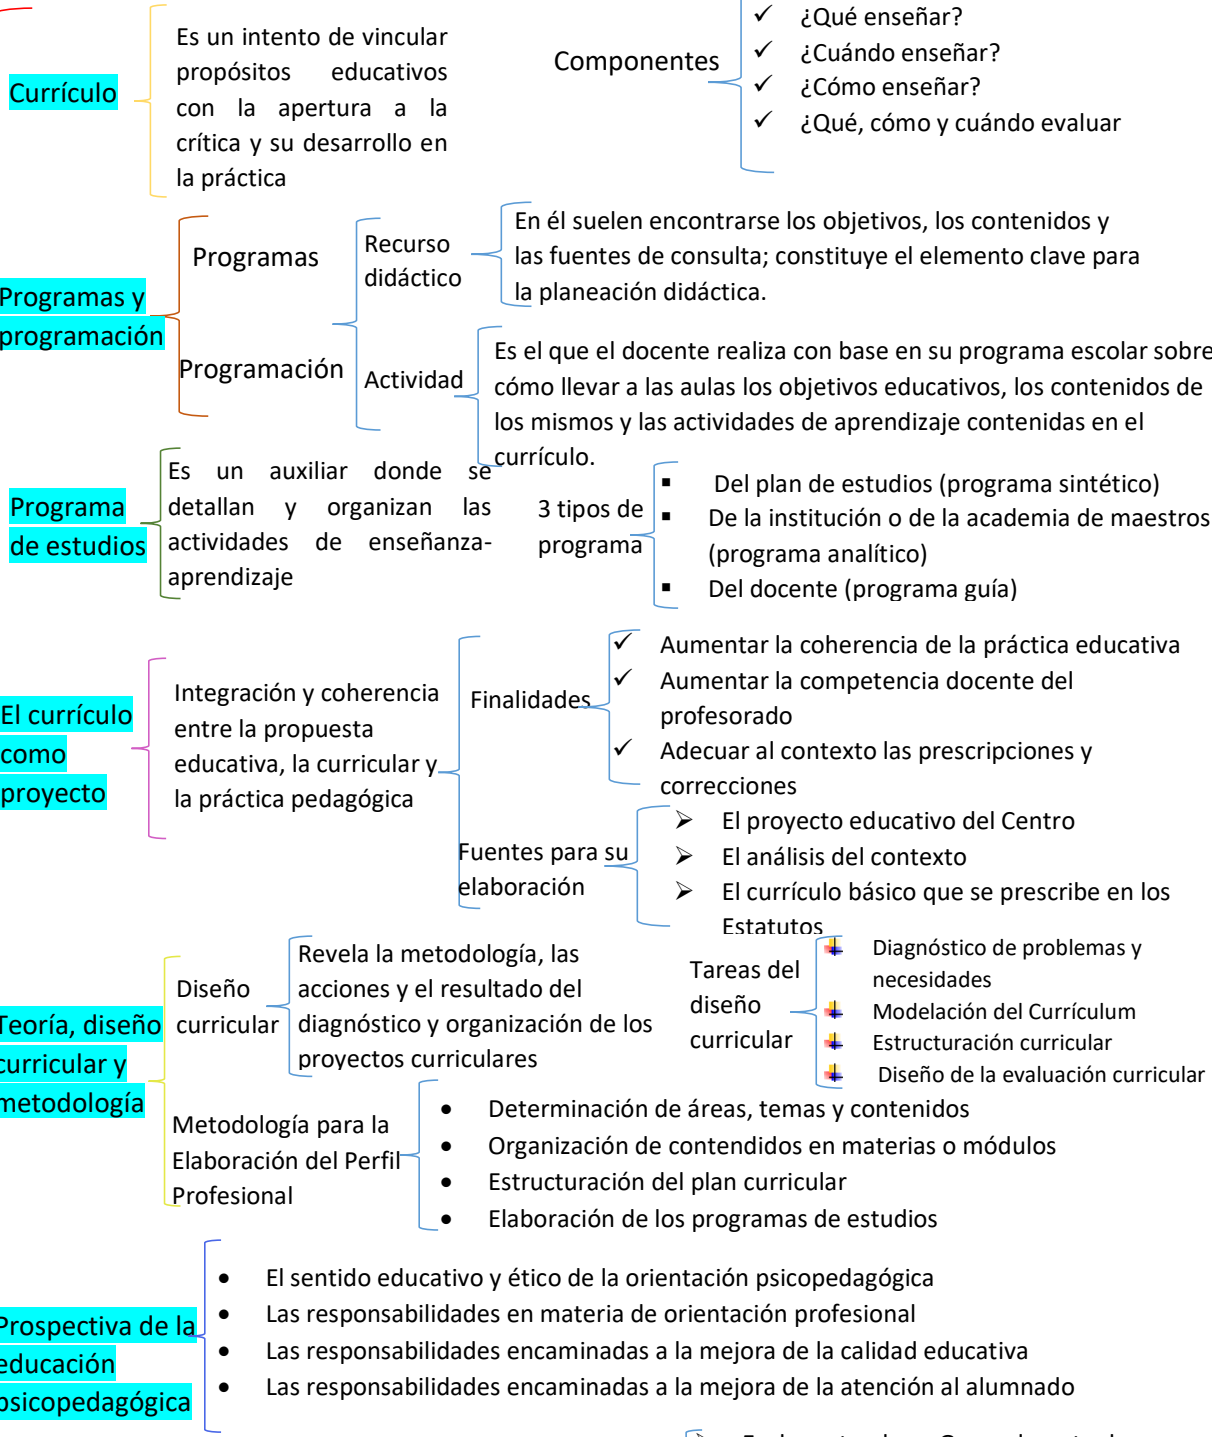 Currículo
Es un intento de vincular
propósitos educativos
con la apertura a la
crítica y su desarrollo en
la práctica
Componentes
¿Qué enseñar?
¿Cuándo enseñar?
¿Cómo enseñar?
¿Qué, cómo y cuándo evaluar
Programas y
programación
Programas
Programación
Recurso
didáctico
En él suelen encontrarse los objetivos, los contenidos y
las fuentes de consulta; constituye el elemento clave para
la planeación didáctica.
Actividad
Es el que el docente realiza con base en su programa escolar sobre
cómo llevar a las aulas los objetivos educativos, los contenidos de
los mismos y las actividades de aprendizaje contenidas en el
currículo.
Programa
de estudios
Es un auxiliar donde se
detallan y organizan las
actividades de enseñanza-
aprendizaje
3 tipos de
programa
Del plan de estudios (programa sintético)
De la institución o de la academia de maestros
(programa analítico)
Del docente (programa guía)
El currículo
como
proyecto
Integración y coherencia
entre la propuesta
educativa, la curricular y
la práctica pedagógica
Finalidades
Aumentar la coherencia de la práctica educativa
Aumentar la competencia docente del
profesorado
Adecuar al contexto las prescripciones y
correcciones
Fuentes para su
elaboración
El proyecto educativo del Centro
El análisis del contexto
El currículo básico que se prescribe en los
Estatutos
Teoría, diseño
curricular y
metodología
Diseño
curricular
Revela la metodología, las
acciones y el resultado del
diagnóstico y organización de los
proyectos curriculares
Tareas del
diseño
curricular
Diagnóstico de problemas y
necesidades
Modelación del Currículum
Estructuración curricular
Diseño de la evaluación curricular
Metodología para la
Elaboración del Perfil
Profesional
Determinación de áreas, temas y contenidos
Organización de contendidos en materias o módulos
Estructuración del plan curricular
Elaboración de los programas de estudios
Prospectiva de la
educación
psicopedagógica
El sentido educativo y ético de la orientación psicopedagógica
Las responsabilidades en materia de orientación profesional
Las responsabilidades encaminadas a la mejora de la calidad educativa
Las responsabilidades encaminadas a la mejora de la atención al alumnado